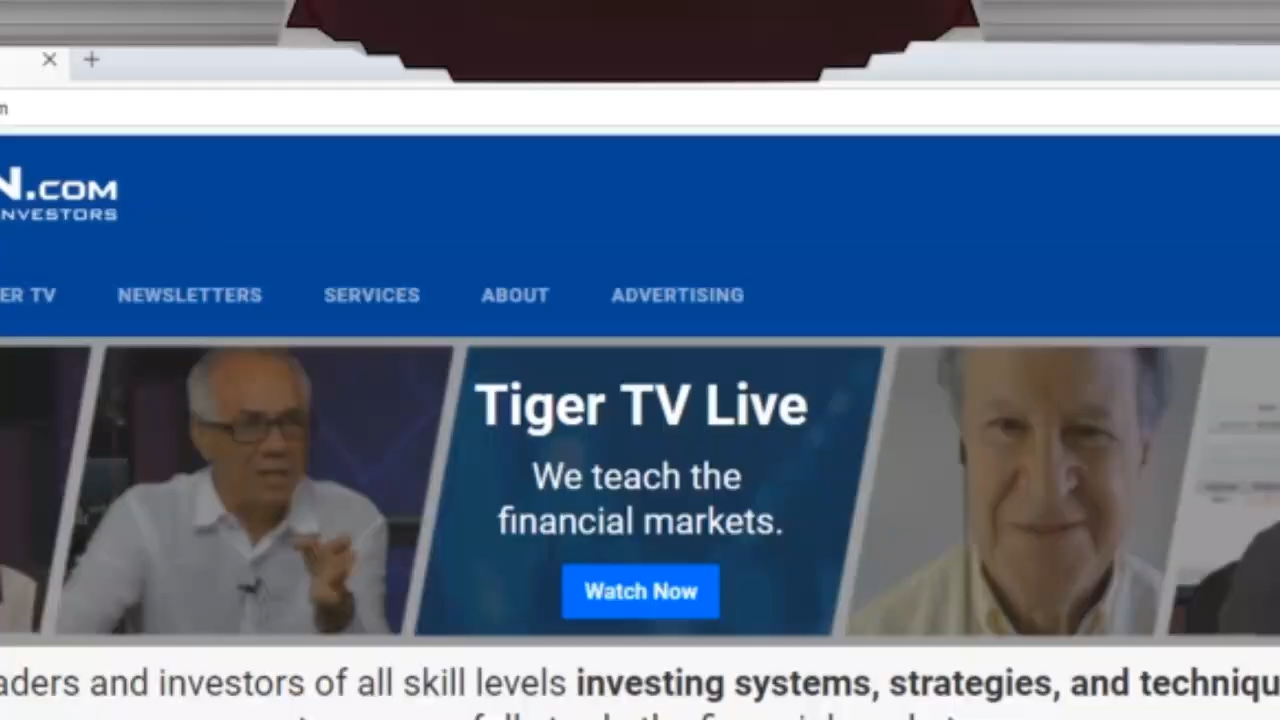 N.COM
INVESTORS
ER TV NEWSLETTERS SERVICES ABOUT ADVERTISING
Tiger TV Live
We teach the
financial markets.
Watch Now
aders and investors of all skill levels investing systems, strategies, and techniqu